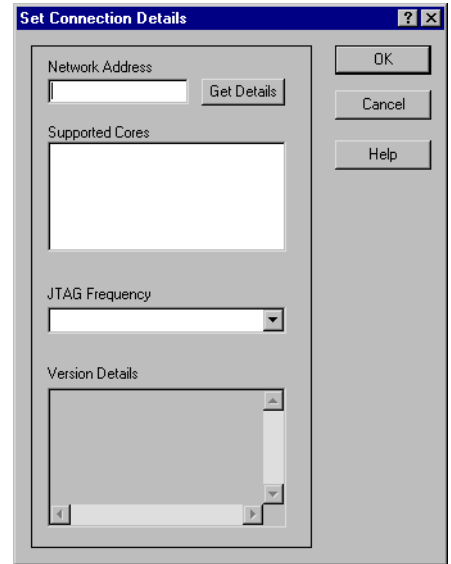 Set Connection Details
Network Address
Get Details
Supported Cores
JTAG Frequency
Version Details
OK
Cancel
Help